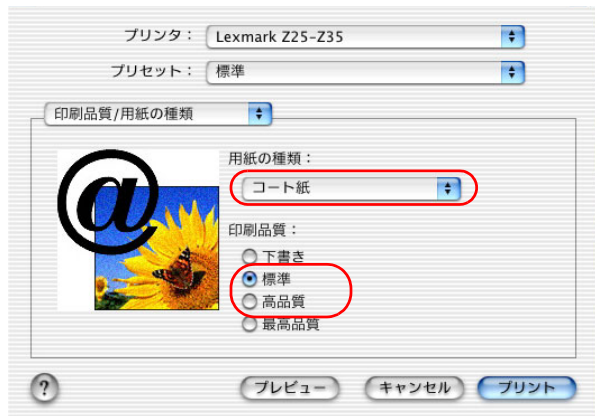 プリンタ： Lexmark Z25-Z35
プリセット： 標準
印刷品質/用紙の種類
用紙の種類：
コート紙
印刷品質：
下書き
標準
高品質
最高品質
@
? プレビュー キャンセル プリント